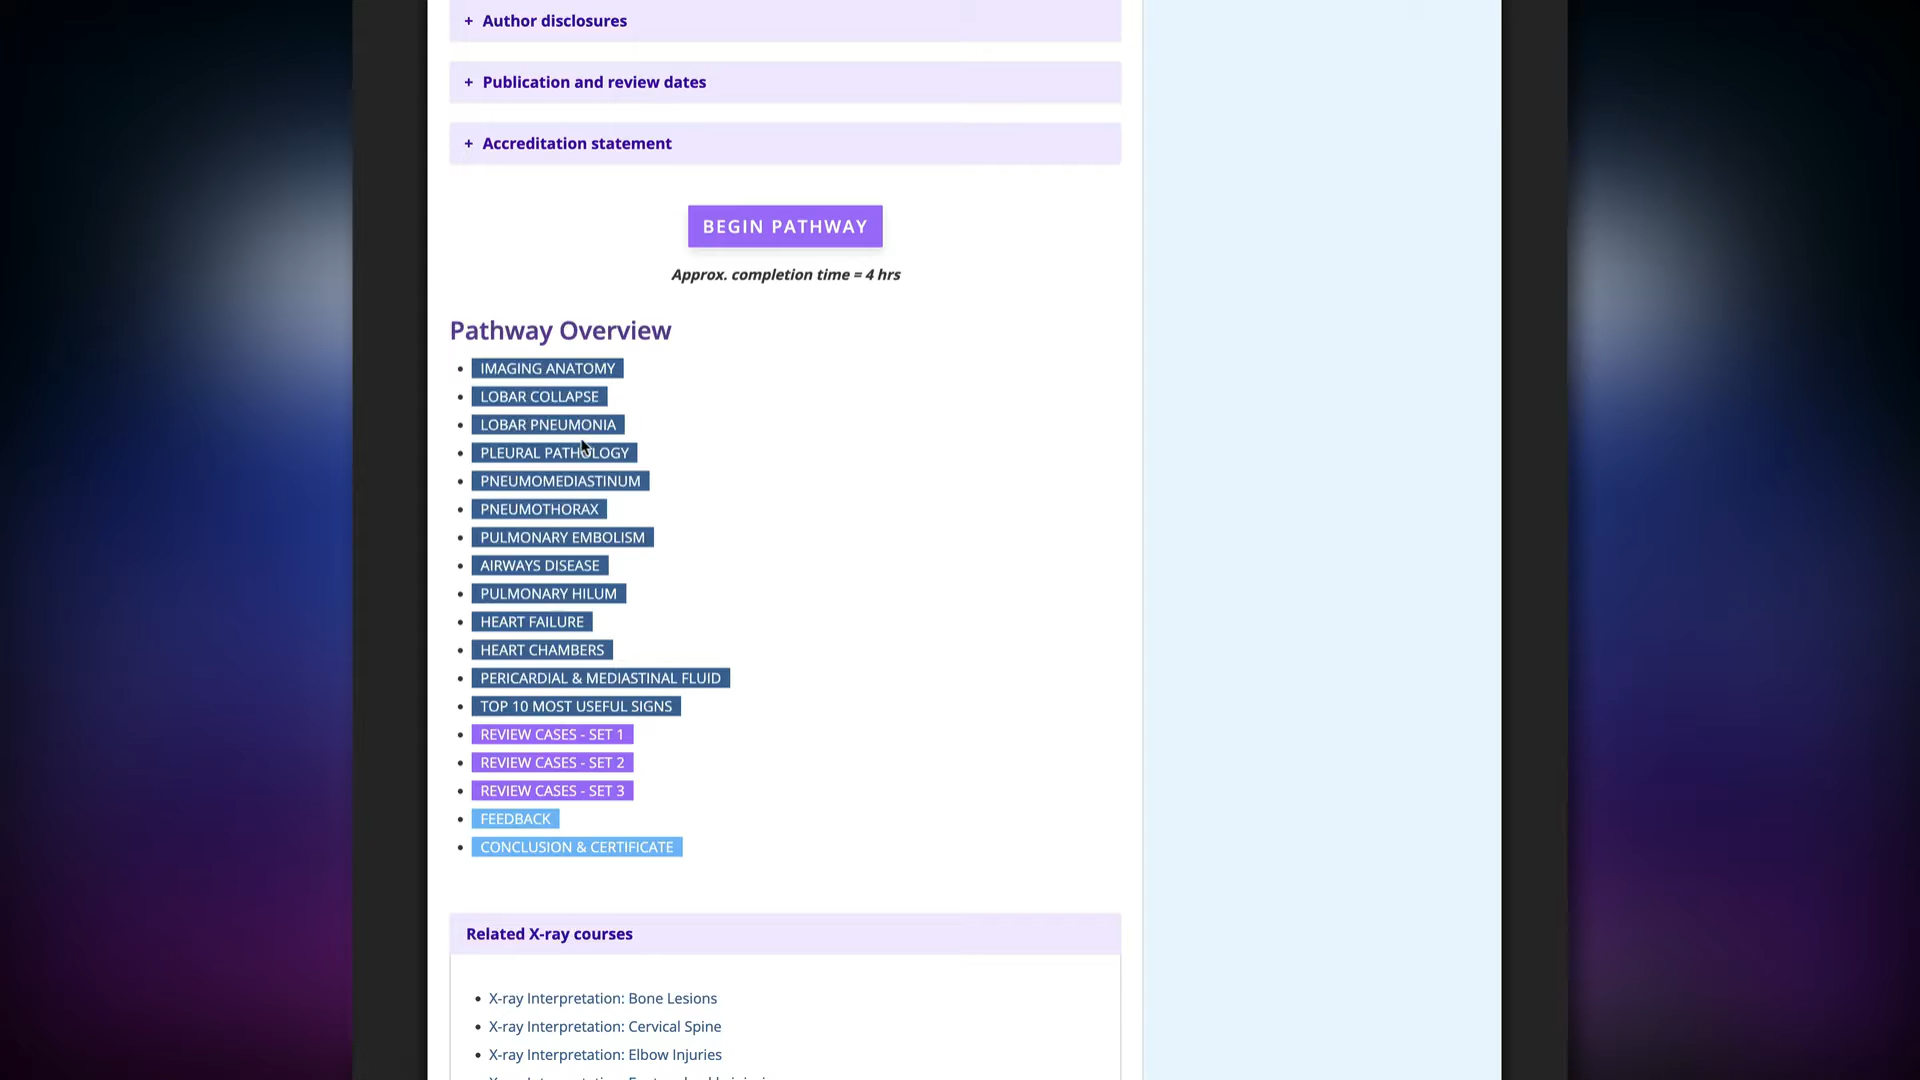 + Author disclosures
+ Publication and review dates
+ Accreditation statement
BEGIN PATHWAY
Approx. completion time = 4 hrs
Pathway Overview
• IMAGING ANATOMY
• LOBAR COLLAPSE
• LOBAR PNEUMONIA
• PLEURAL PATHOLOGY
• PNEUMOMEDIASTINUM
• PNEUMOTHORAX
• PULMONARY EMBOLISM
• AIRWAYS DISEASE
• PULMONARY HILUM
• HEART FAILURE
• HEART CHAMBERS
• PERICARDIAL & MEDIASTINAL FLUID
• TOP 10 MOST USEFUL SIGNS
• REVIEW CASES - SET 1
• REVIEW CASES - SET 2
• REVIEW CASES - SET 3
• FEEDBACK
• CONCLUSION & CERTIFICATE
Related X-ray courses
• X-ray Interpretation: Bone Lesions
• X-ray Interpretation: Cervical Spine
• X-ray Interpretation: Elbow Injuries